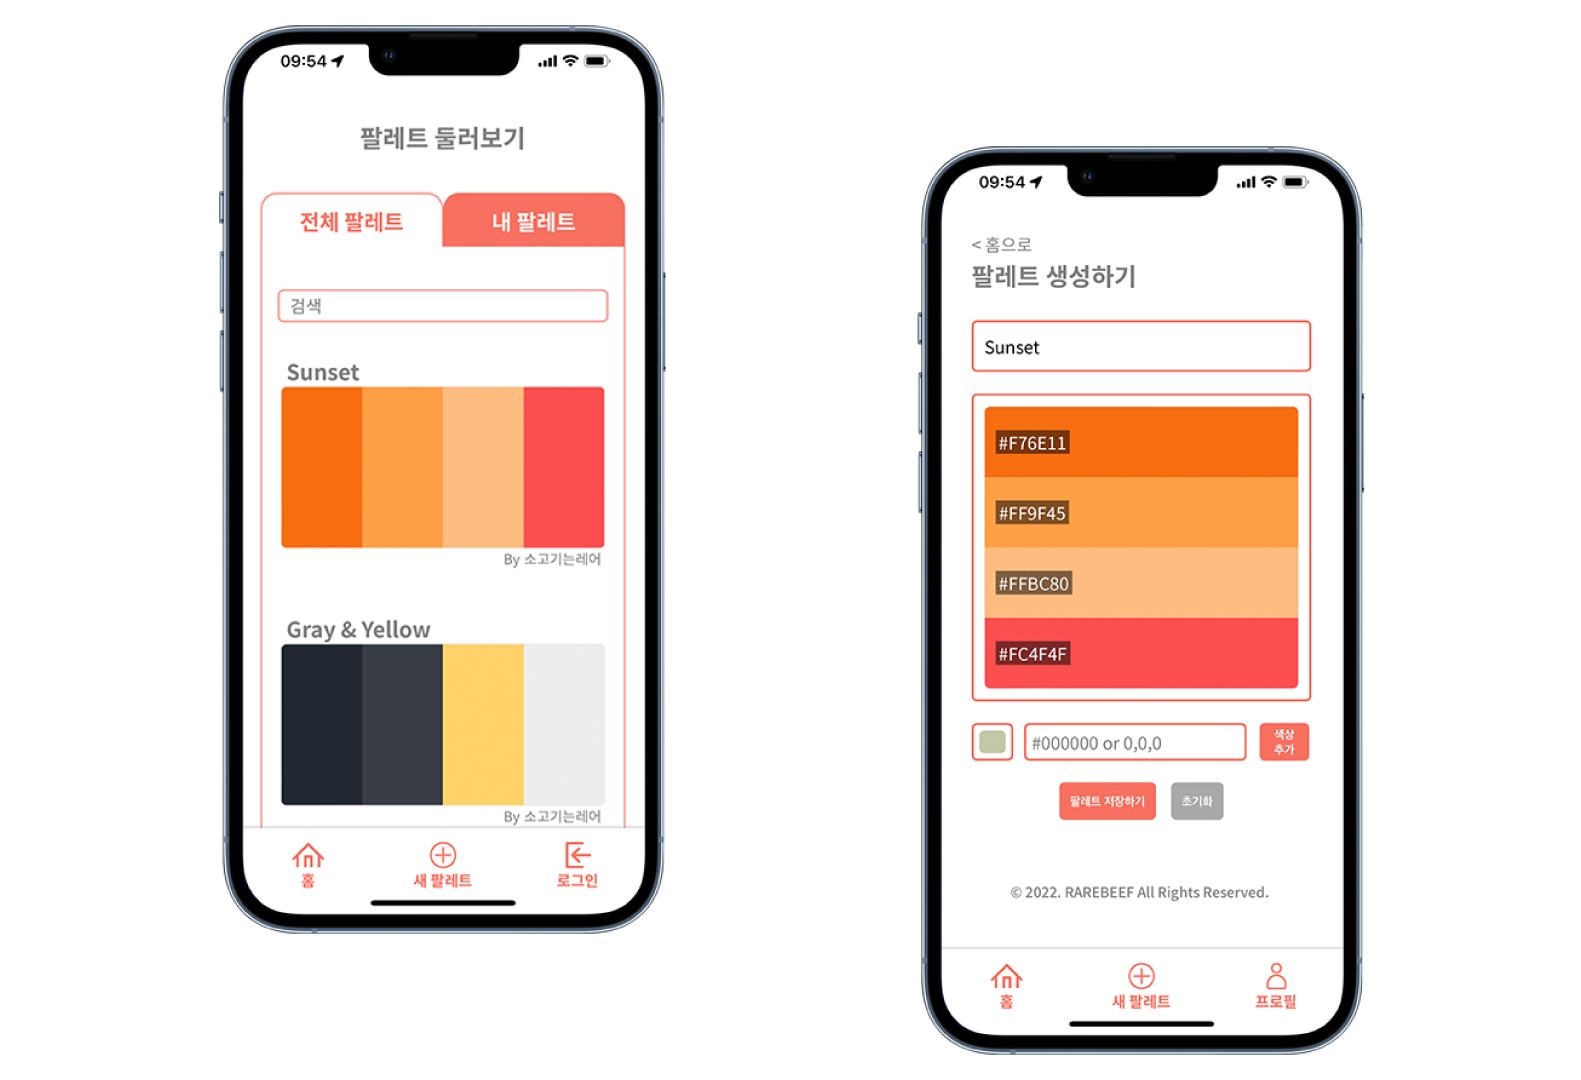 09:54
팔레트 둘러보기
전체 팔레트
내 팔레트
검색
Sunset
By 소고기는레어
Gray & Yellow
By 소고기는레어
홈
새 팔레트
로그인
09:54
< 홈으로
팔레트 생성하기
Sunset
#F76E11
#FF9F45
#FFBC80
#FC4F4F
#000000 or 0,0,0
색상
추가
팔레트 저장하기
초기화
© 2022. RAREBEEF All Rights Reserved.
홈
새 팔레트
프로필